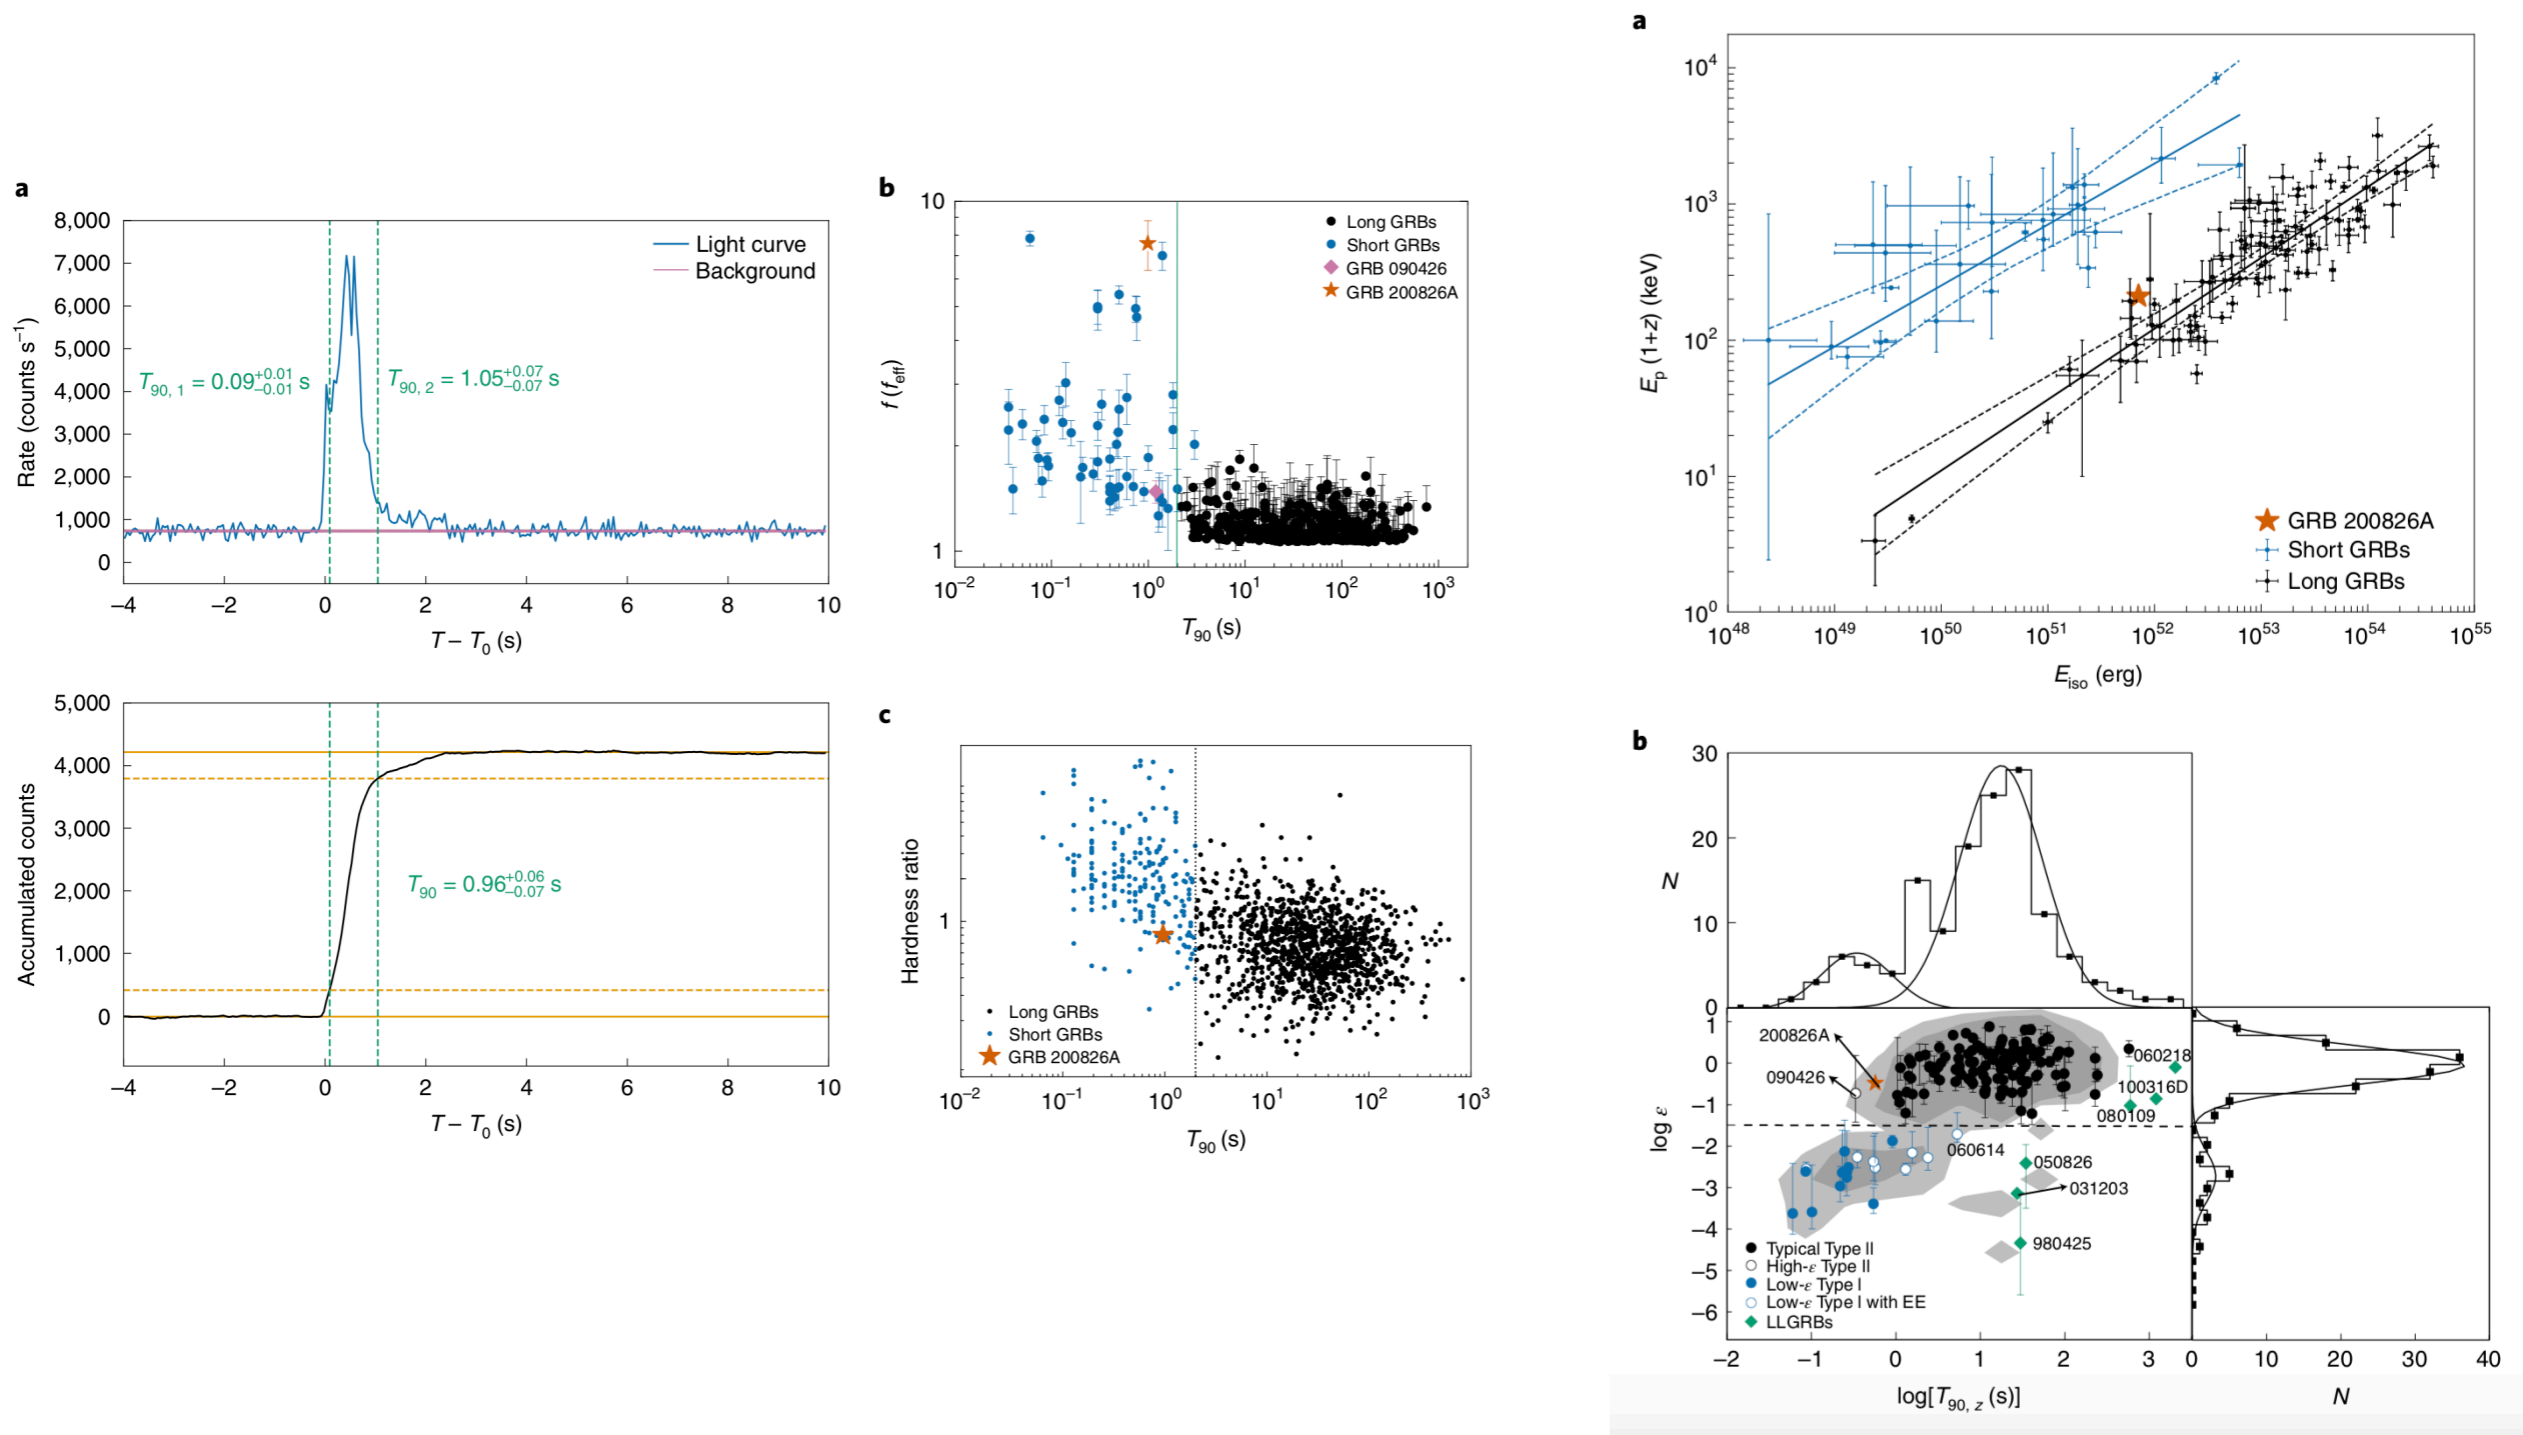 a
8,000
7,000
6,000
5,000
4,000
3,000
2,000
1,000
0
Rate (counts s⁻¹)
Light curve
Background
T90, 1 = 0.09 +0.01 −0.01 s
T90, 2 = 1.05 +0.07 −0.07 s
−4 −2 0 2 4 6 8 10
T − T0 (s)
5,000
4,000
3,000
2,000
1,000
0
Accumulated counts
T90 = 0.96 +0.06 −0.07 s
−4 −2 0 2 4 6 8 10
T − T0 (s)
b
10
1
f (feff)
Long GRBs
Short GRBs
GRB 090426
GRB 200826A
10⁻² 10⁻¹ 10⁰ 10¹ 10² 10³
T90 (s)
c
1
Hardness ratio
Long GRBs
Short GRBs
GRB 200826A
10⁻² 10⁻¹ 10⁰ 10¹ 10² 10³
T90 (s)
a
10⁴
10³
10²
10¹
10⁰
Ep (1+z) (keV)
GRB 200826A
Short GRBs
Long GRBs
10⁴⁸ 10⁴⁹ 10⁵⁰ 10⁵¹ 10⁵² 10⁵³ 10⁵⁴ 10⁵⁵
Eiso (erg)
b
30
20
10
0
N
1
0
−1
−2
−3
−4
−5
−6
log ε
200826A
090426
060218
100316D
080109
060614
050826
031203
980425
Typical Type II
High-ε Type II
Low-ε Type I
Low-ε Type I with EE
LLGRBs
−2 −1 0 1 2 3 0 10 20 30 40
log[T90, z (s)]
N